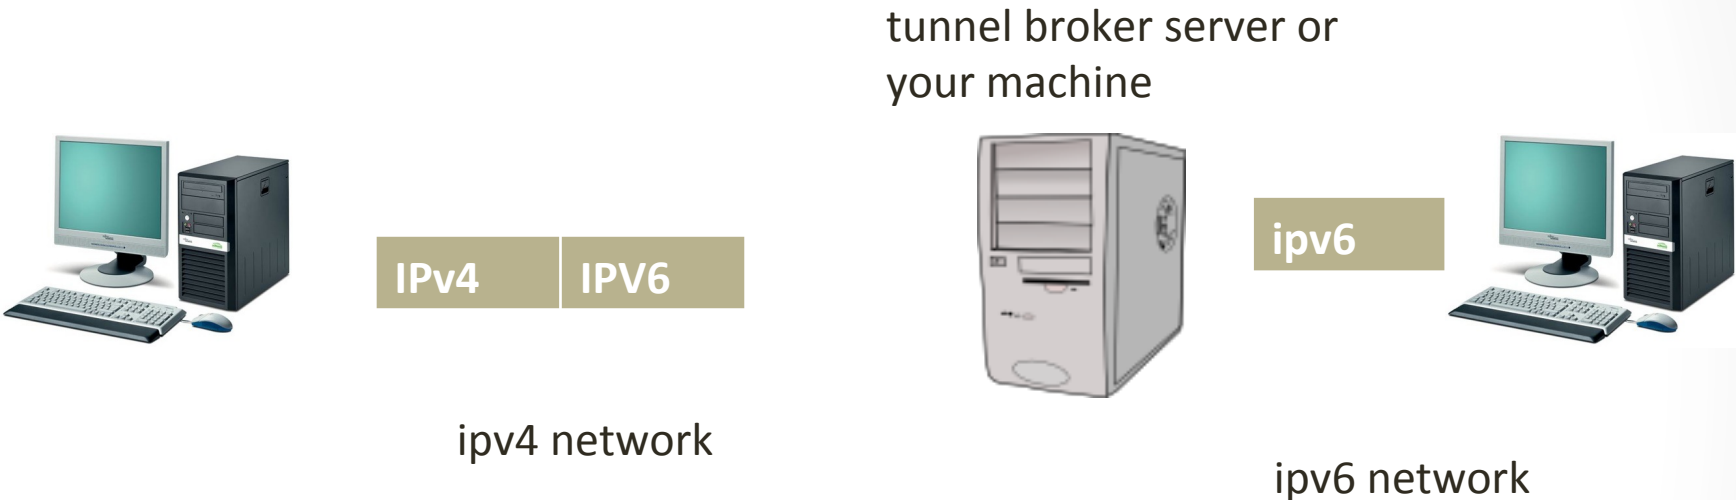 tunnel broker server or
your machine
IPv4 IPV6
ipv6
ipv4 network
ipv6 network